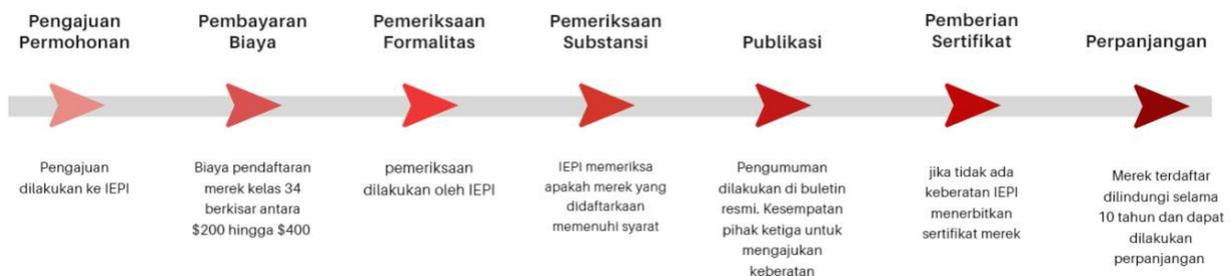 Pengajuan
Permohonan
Pembayaran
Biaya
Pemeriksaan
Formalitas
Pemeriksaan
Substansi
Publikasi
Pemberian
Sertifikat
Perpanjangan
Pengajuan
dilakukan ke IEPI
Biaya pendaftaran
merek kelas 34
berkisar antara
$200 hingga $400
pemeriksaan
dilakukan oleh IEPI
IEPI memeriksa
apakah merek yang
didaftarkaan
memenuhi syarat
Pengumuman
dilakukan di buletin
resmi. Kesempatan
pihak ketiga untuk
mengajukan
keberatan
jika tidak ada
keberatan IEPI
menerbitkan
sertifikat merek
Merek terdaftar
dilindungi selama
10 tahun dan dapat
dilakukan
perpanjangan